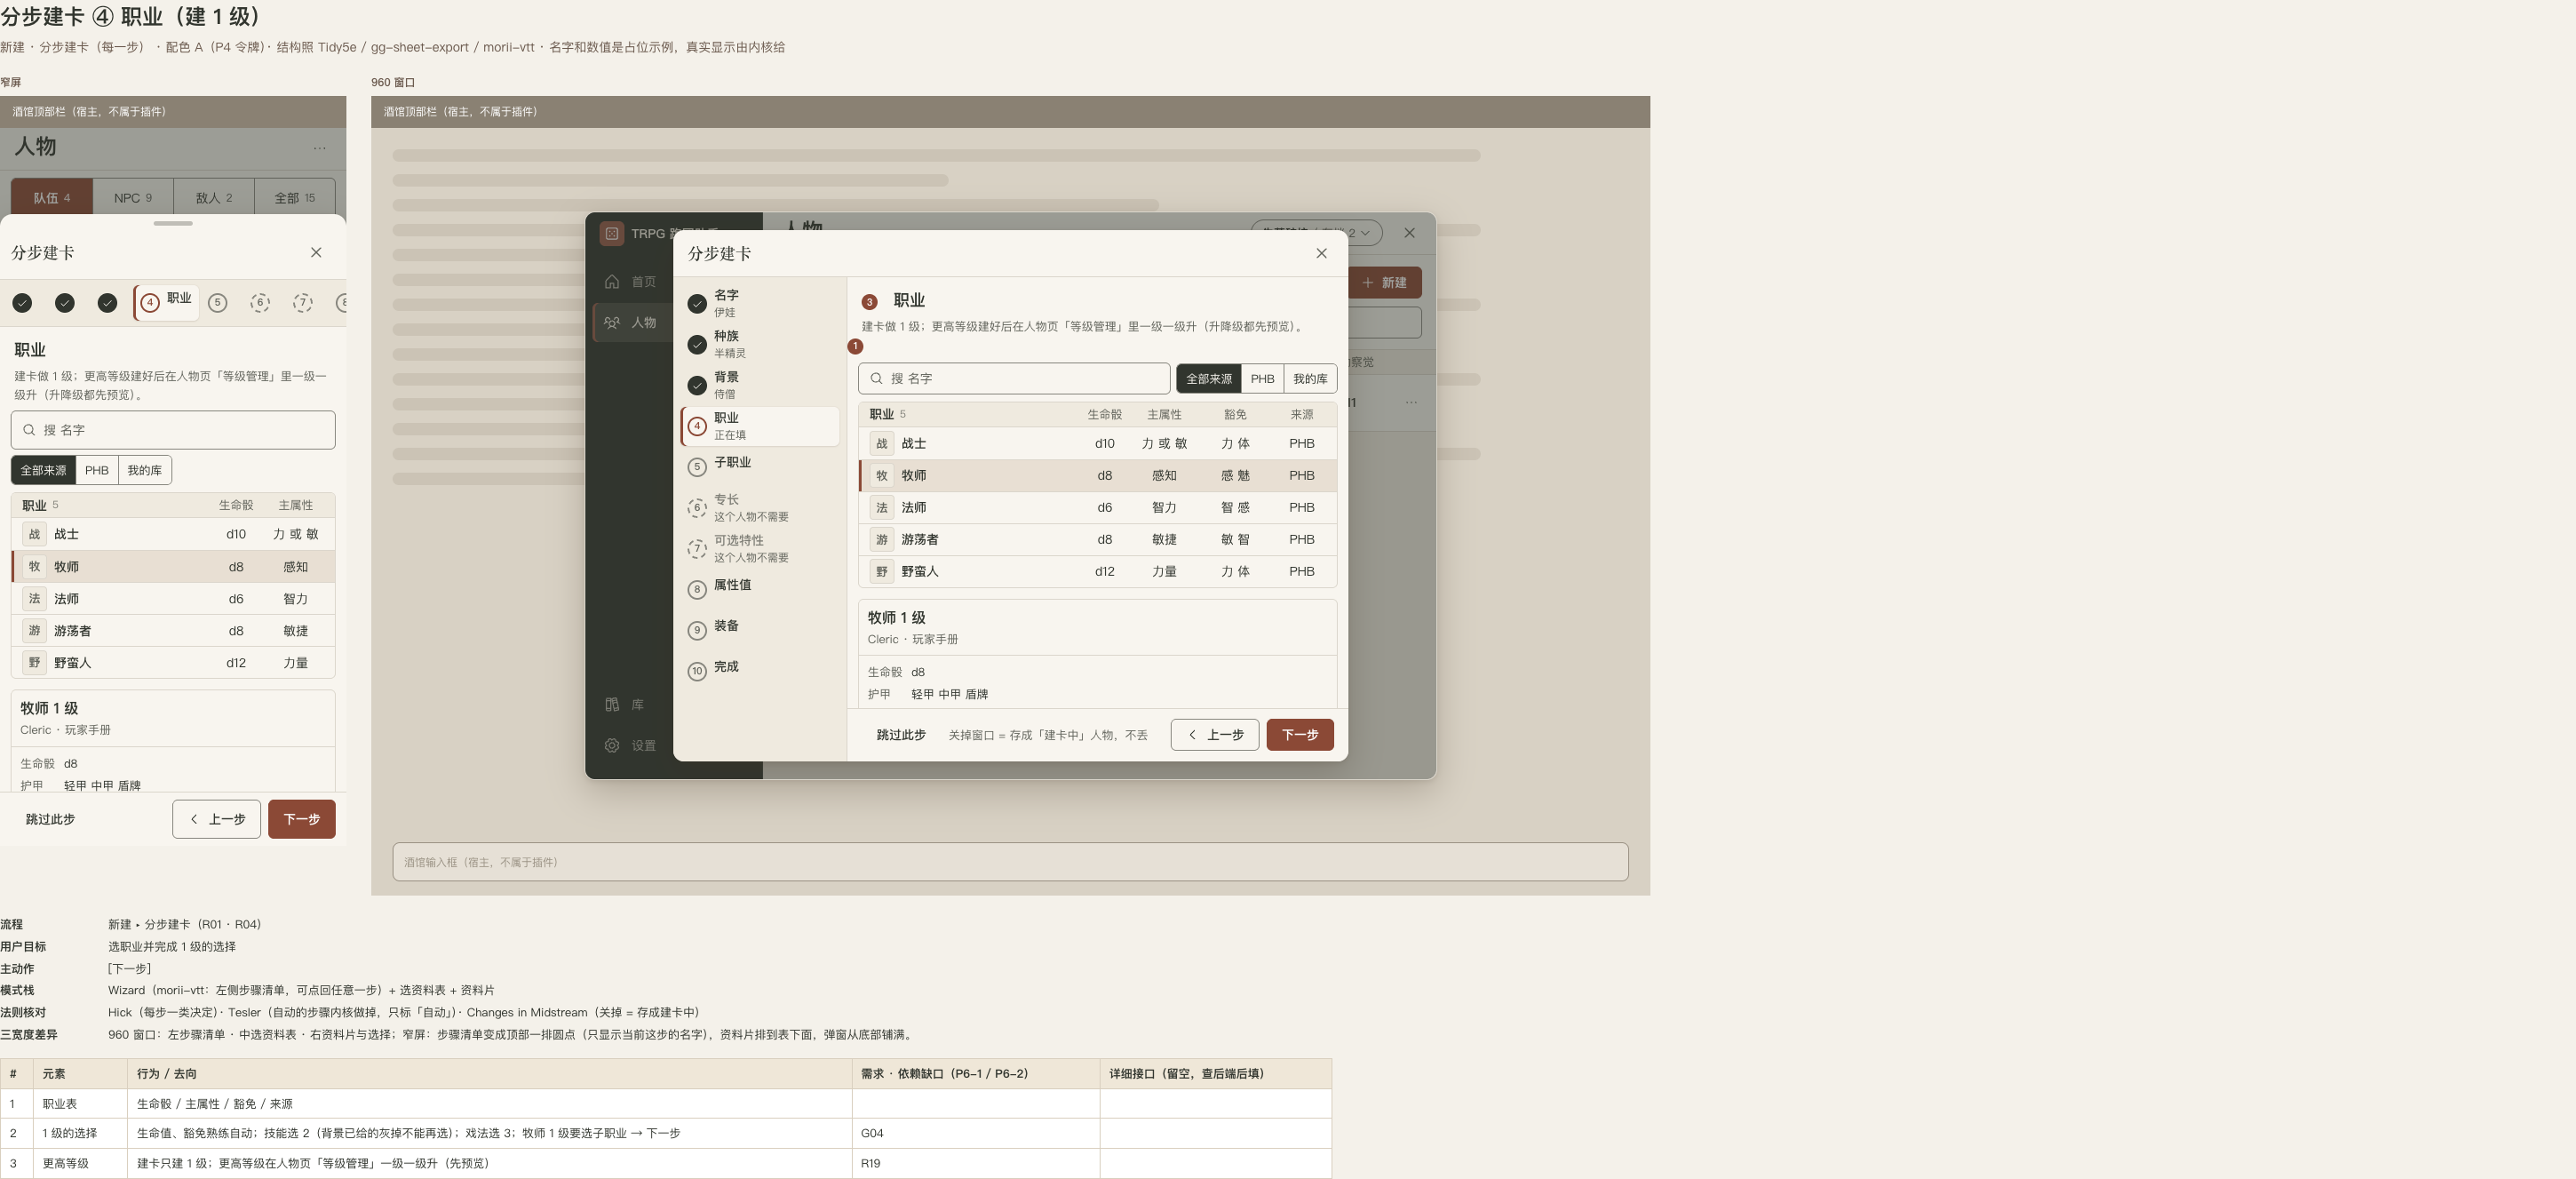 分步建卡 ④ 职业（建 1 级）
新建 · 分步建卡（每一步） · 配色 A（P4 令牌）· 结构照 Tidy5e / gg-sheet-export / morii-vtt · 名字和数值是占位示例，真实显示由内核给
窄屏
酒馆顶部栏（宿主，不属于插件）
人物
···
队伍 4
NPC 9
敌人 2
全部 15
分步建卡
4 职业
5
6
7
8
职业
建卡做 1 级；更高等级建好后在人物页「等级管理」里一级一
级升（升降级都先预览）。
搜 名字
全部来源 PHB 我的库
职业 5 生命骰 主属性
战 战士 d10 力 或 敏
牧 牧师 d8 感知
法 法师 d6 智力
游 游荡者 d8 敏捷
野 野蛮人 d12 力量
牧师 1 级
Cleric · 玩家手册
生命骰 d8
护甲 轻甲 中甲 盾牌
跳过此步 上一步 下一步
960 窗口
酒馆顶部栏（宿主，不属于插件）
TRPG
首页
人物
库
设置
人物
2
新建
察觉
11
···
分步建卡
名字
伊娃
种族
半精灵
背景
侍僧
4 职业
正在填
5 子职业
6 专长
这个人物不需要
7 可选特性
这个人物不需要
8 属性值
9 装备
10 完成
3 职业
建卡做 1 级；更高等级建好后在人物页「等级管理」里一级一级升（升降级都先预览）。
1
搜 名字
全部来源 PHB 我的库
职业 5 生命骰 主属性 豁免 来源
战 战士 d10 力 或 敏 力 体 PHB
牧 牧师 d8 感知 感 魅 PHB
法 法师 d6 智力 智 感 PHB
游 游荡者 d8 敏捷 敏 智 PHB
野 野蛮人 d12 力量 力 体 PHB
牧师 1 级
Cleric · 玩家手册
生命骰 d8
护甲 轻甲 中甲 盾牌
跳过此步 关掉窗口 = 存成「建卡中」人物，不丢 上一步 下一步
酒馆输入框（宿主，不属于插件）
流程 新建 ‣ 分步建卡（R01 · R04）
用户目标 选职业并完成 1 级的选择
主动作 [下一步]
模式栈 Wizard（morii-vtt：左侧步骤清单，可点回任意一步）+ 选资料表 + 资料片
法则核对 Hick（每步一类决定）· Tesler（自动的步骤内核做掉，只标「自动」）· Changes in Midstream（关掉 = 存成建卡中）
三宽度差异 960 窗口：左步骤清单 · 中选资料表 · 右资料片与选择；窄屏：步骤清单变成顶部一排圆点（只显示当前这步的名字），资料片排到表下面，弹窗从底部铺满。
# 元素 行为 / 去向 需求 · 依赖缺口（P6-1 / P6-2） 详细接口（留空，查后端后填）
1 职业表 生命骰 / 主属性 / 豁免 / 来源
2 1 级的选择 生命值、豁免熟练自动；技能选 2（背景已给的灰掉不能再选）；戏法选 3；牧师 1 级要选子职业 → 下一步 G04
3 更高等级 建卡只建 1 级；更高等级在人物页「等级管理」一级一级升（先预览） R19